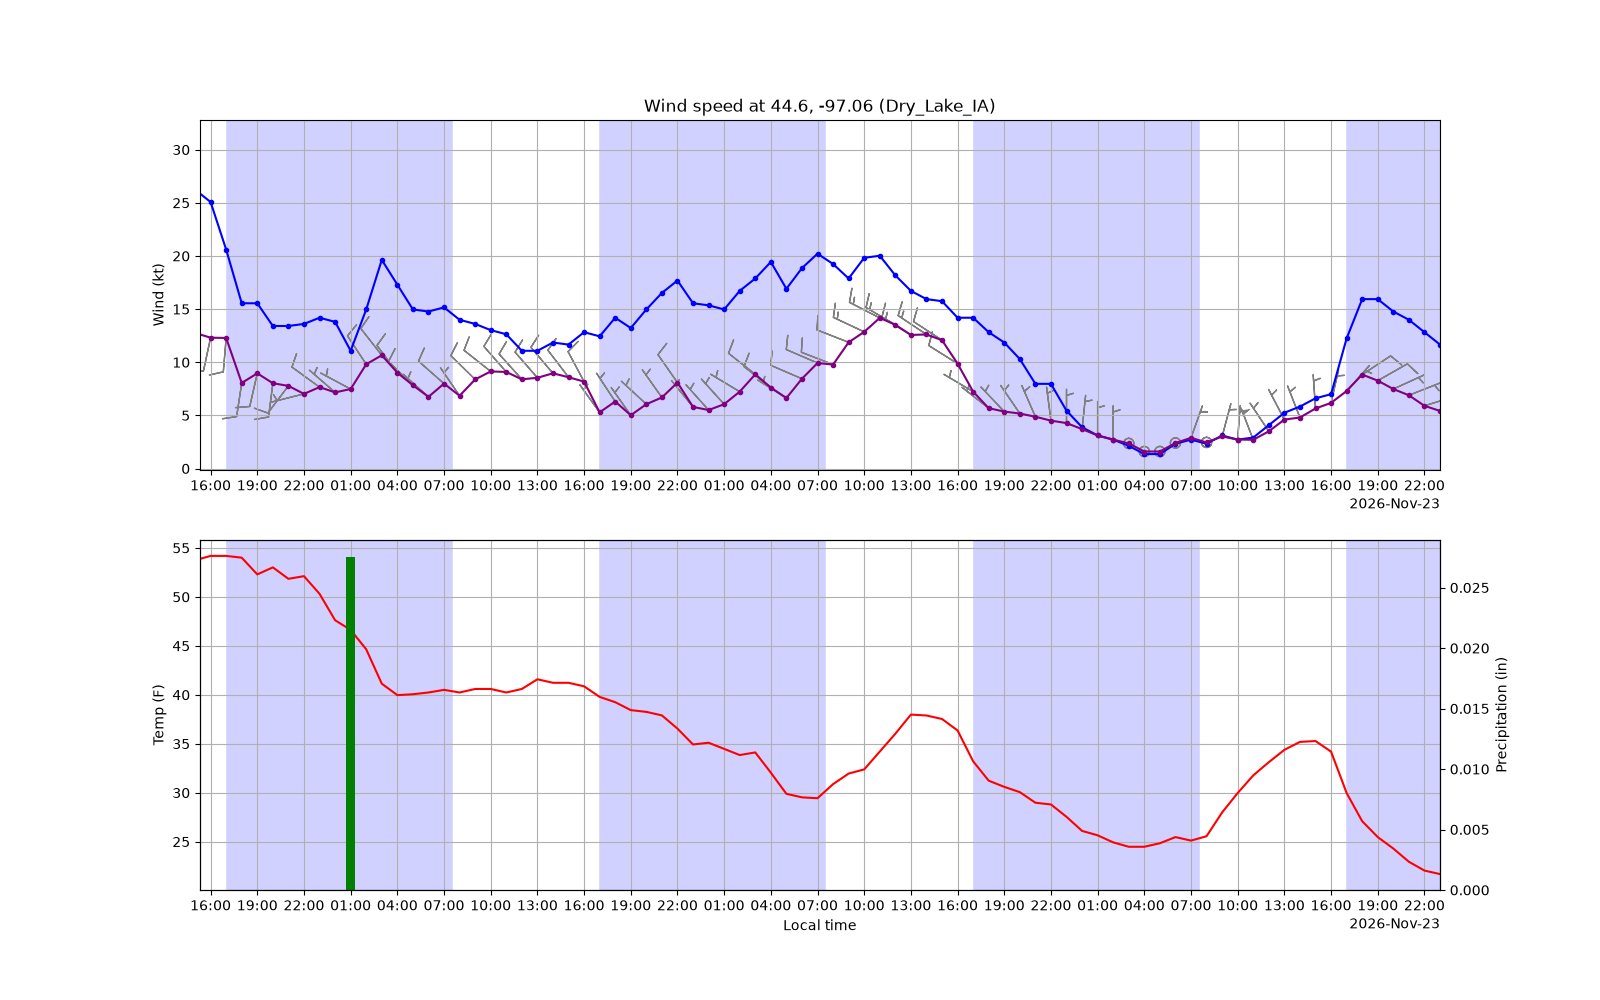 Wind speed at 44.6, -97.06 (Dry_Lake_IA)
30
25
20
15
10
5
0
Wind (kt)
16:00 19:00 22:00 01:00 04:00 07:00 10:00 13:00 16:00 19:00 22:00 01:00 04:00 07:00 10:00 13:00 16:00 19:00 22:00 01:00 04:00 07:00 10:00 13:00 16:00 19:00 22:00
2026-Nov-23
55
50
45
40
35
30
25
Temp (F)
0.025
0.020
0.015
0.010
0.005
0.000
Precipitation (in)
16:00 19:00 22:00 01:00 04:00 07:00 10:00 13:00 16:00 19:00 22:00 01:00 04:00 07:00 10:00 13:00 16:00 19:00 22:00 01:00 04:00 07:00 10:00 13:00 16:00 19:00 22:00
Local time
2026-Nov-23